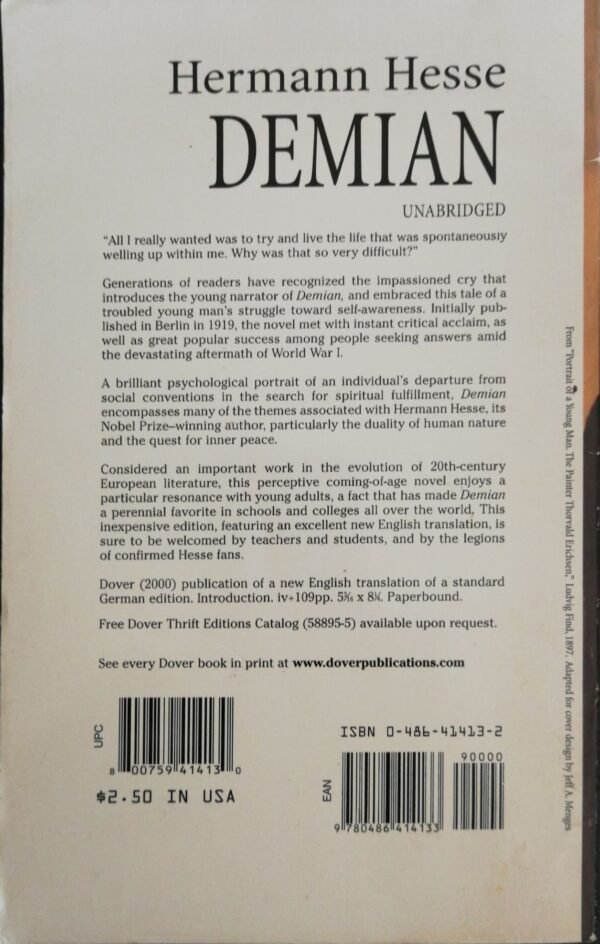 Hermann Hesse
DEMIAN
UNABRIDGED
“All I really wanted was to try and live the life that was spontaneously
welling up within me. Why was that so very difficult?”
Generations of readers have recognized the impassioned cry that
introduces the young narrator of Demian, and embraced this tale of a
troubled young man’s struggle toward self-awareness. Initially pub-
lished in Berlin in 1919, the novel met with instant critical acclaim, as
well as great popular success among people seeking answers amid
the devastating aftermath of World War I.
A brilliant psychological portrait of an individual’s departure from
social conventions in the search for spiritual fulfillment, Demian
encompasses many of the themes associated with Hermann Hesse, its
Nobel Prize–winning author, particularly the duality of human nature
and the quest for inner peace.
Considered an important work in the evolution of 20th-century
European literature, this perceptive coming-of-age novel enjoys a
particular resonance with young adults, a fact that has made Demian
a perennial favorite in schools and colleges all over the world. This
inexpensive edition, featuring an excellent new English translation, is
sure to be welcomed by teachers and students, and by the legions
of confirmed Hesse fans.
Dover (2000) publication of a new English translation of a standard
German edition. Introduction. iv+109pp. 5³⁄₁₆ x 8¼. Paperbound.
Free Dover Thrift Editions Catalog (58895-5) available upon request.
See every Dover book in print at www.doverpublications.com
UPC
8 00759 41413 0
$2.50 IN USA
ISBN 0-486-41413-2
90000
EAN
9 780486 414133
From "Portrait of a Young Man, The Painter Thorvald Erichsen," Ludvig Find, 1897. Adapted for cover design by Jeff A. Menges